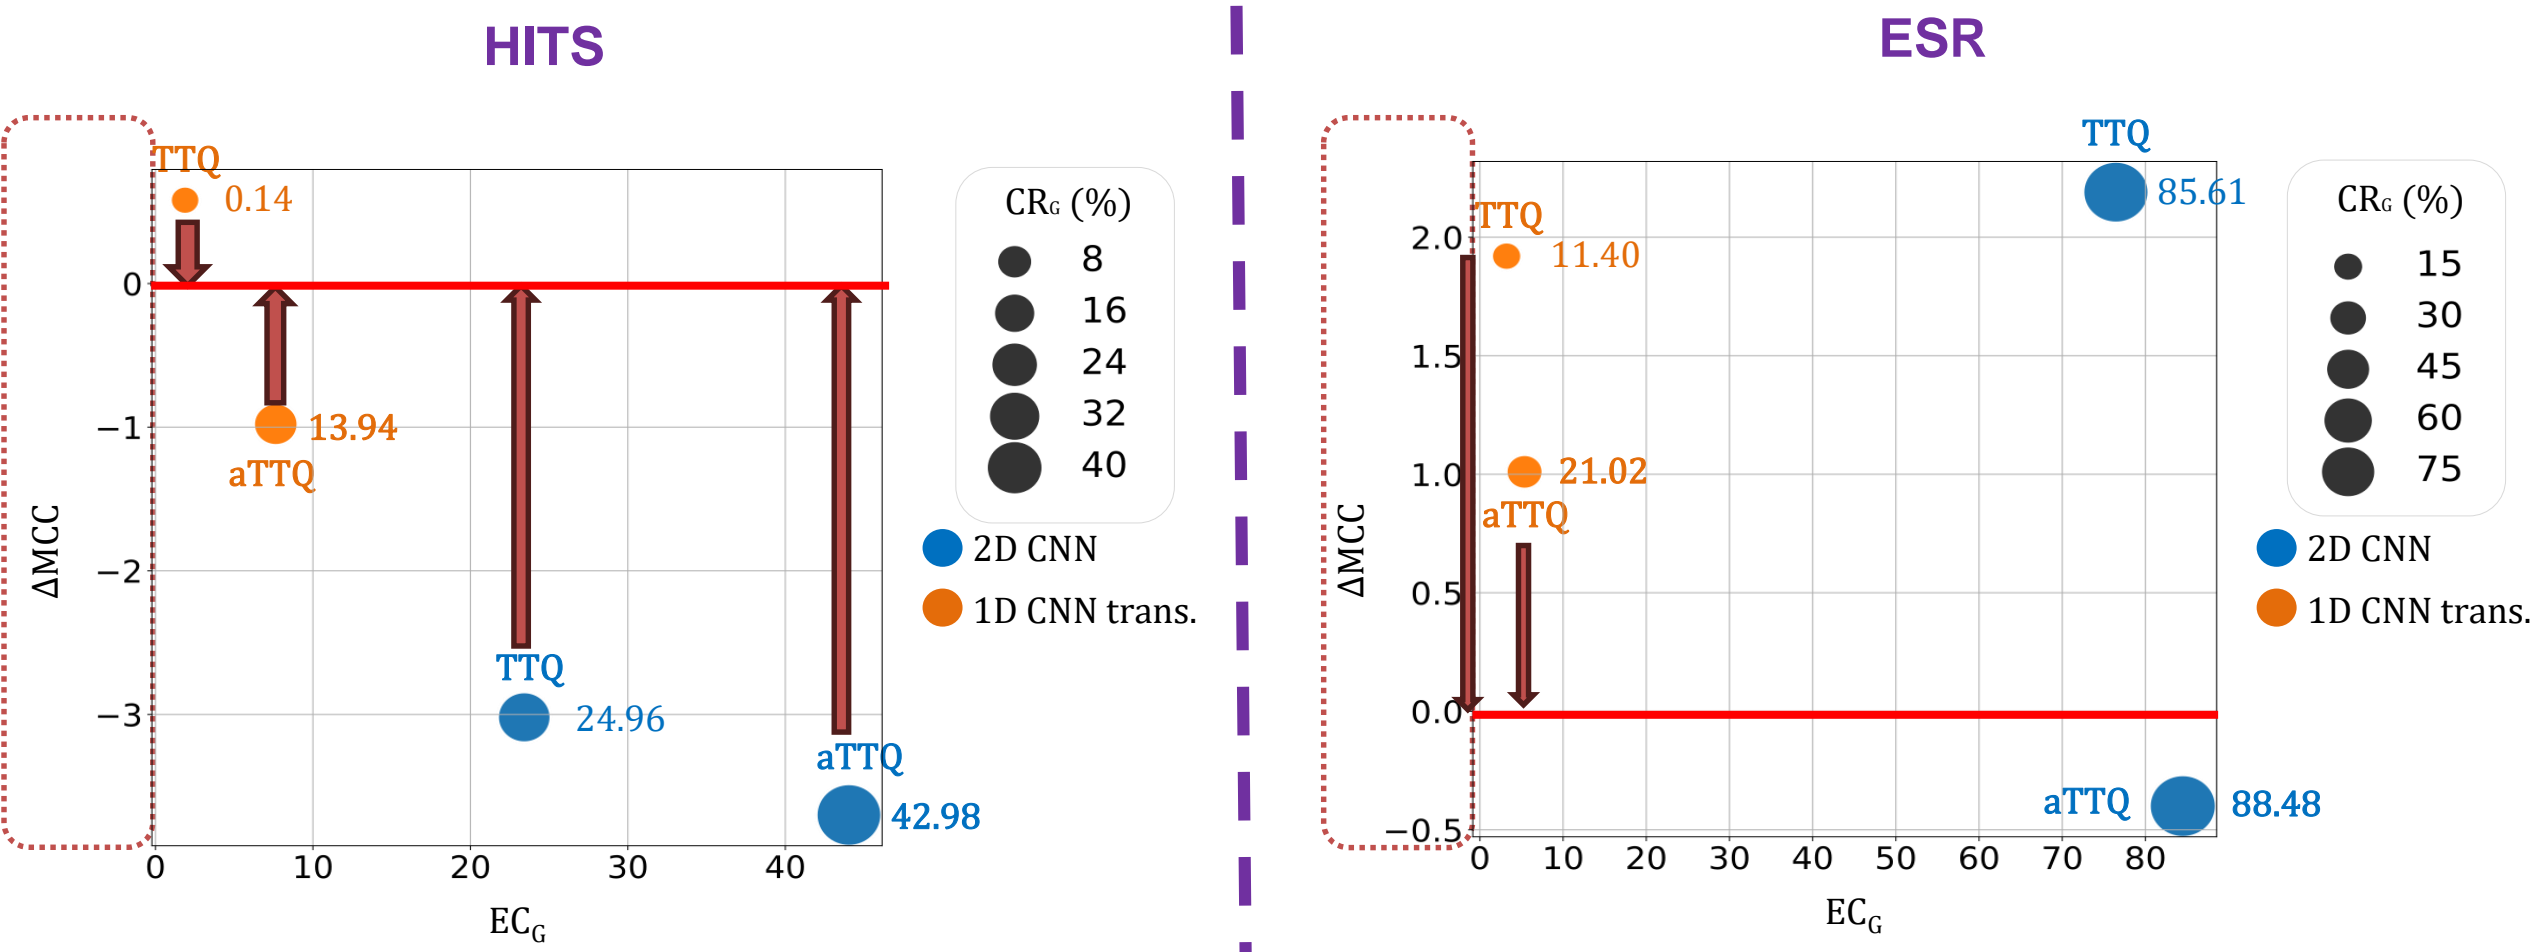 HITS
TTQ
0.14
0
−1
−2
−3
13.94
aTTQ
TTQ
24.96
aTTQ
42.98
ΔMCC
0 10 20 30 40
EC_G
CR_G (%)
8
16
24
32
40
2D CNN
1D CNN trans.
ESR
TTQ
85.61
TTQ
11.40
2.0
1.5
1.0
0.5
0.0
−0.5
21.02
aTTQ
aTTQ 88.48
ΔMCC
0 10 20 30 40 50 60 70 80
EC_G
CR_G (%)
15
30
45
60
75
2D CNN
1D CNN trans.